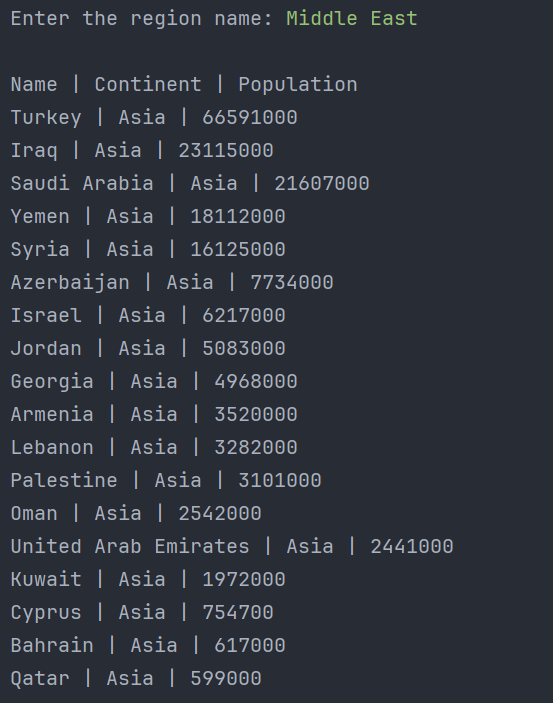 Enter the region name: Middle East
Name | Continent | Population
Turkey | Asia | 66591000
Iraq | Asia | 23115000
Saudi Arabia | Asia | 21607000
Yemen | Asia | 18112000
Syria | Asia | 16125000
Azerbaijan | Asia | 7734000
Israel | Asia | 6217000
Jordan | Asia | 5083000
Georgia | Asia | 4968000
Armenia | Asia | 3520000
Lebanon | Asia | 3282000
Palestine | Asia | 3101000
Oman | Asia | 2542000
United Arab Emirates | Asia | 2441000
Kuwait | Asia | 1972000
Cyprus | Asia | 754700
Bahrain | Asia | 617000
Qatar | Asia | 599000